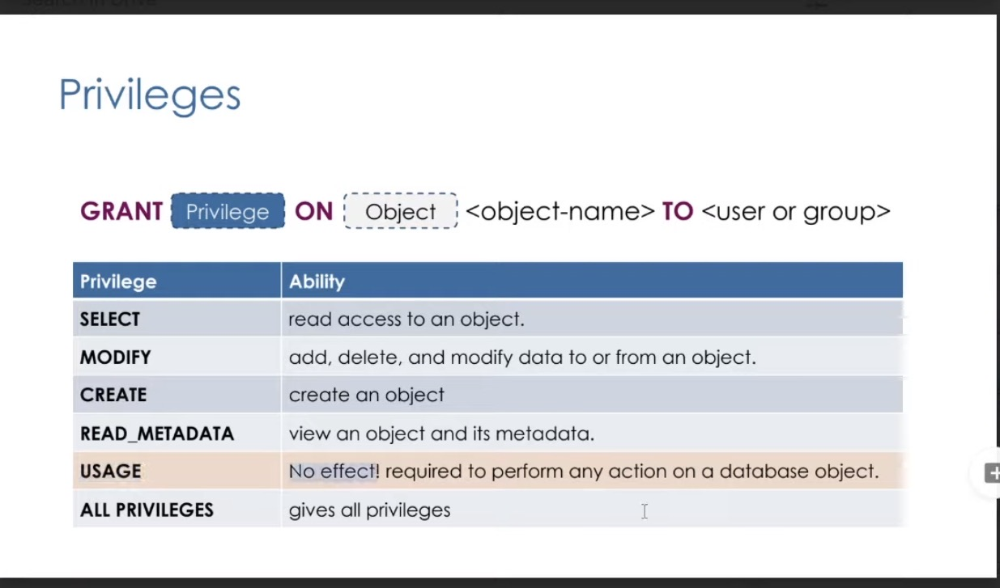 Privileges
GRANT Privilege ON Object <object-name> TO <user or group>
Privilege Ability
SELECT read access to an object.
MODIFY add, delete, and modify data to or from an object.
CREATE create an object
READ_METADATA view an object and its metadata.
USAGE No effect! required to perform any action on a database object.
ALL PRIVILEGES gives all privileges